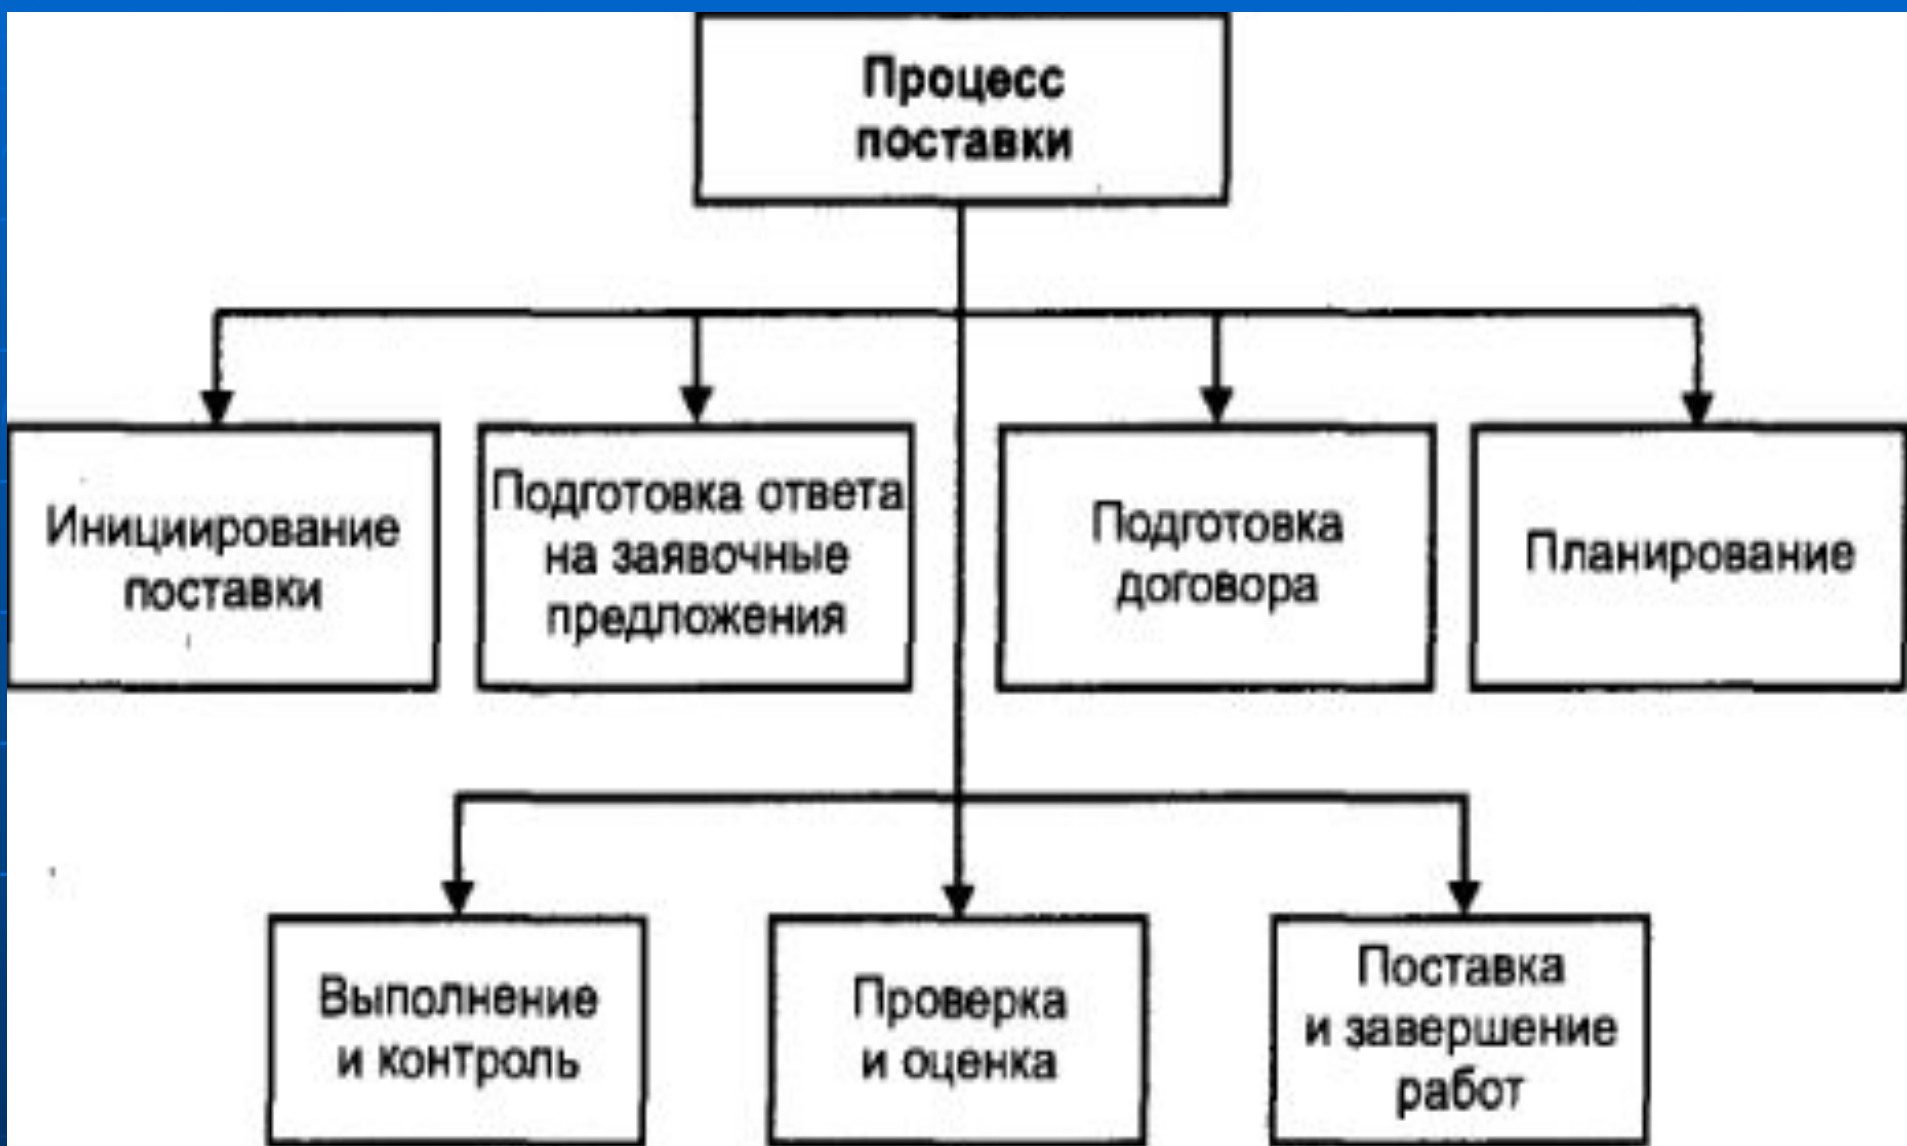 Процесс
поставки
Инициирование
поставки
Подготовка ответа
на заявочные
предложения
Подготовка
договора
Планирование
Выполнение
и контроль
Проверка
и оценка
Поставка
и завершение
работ